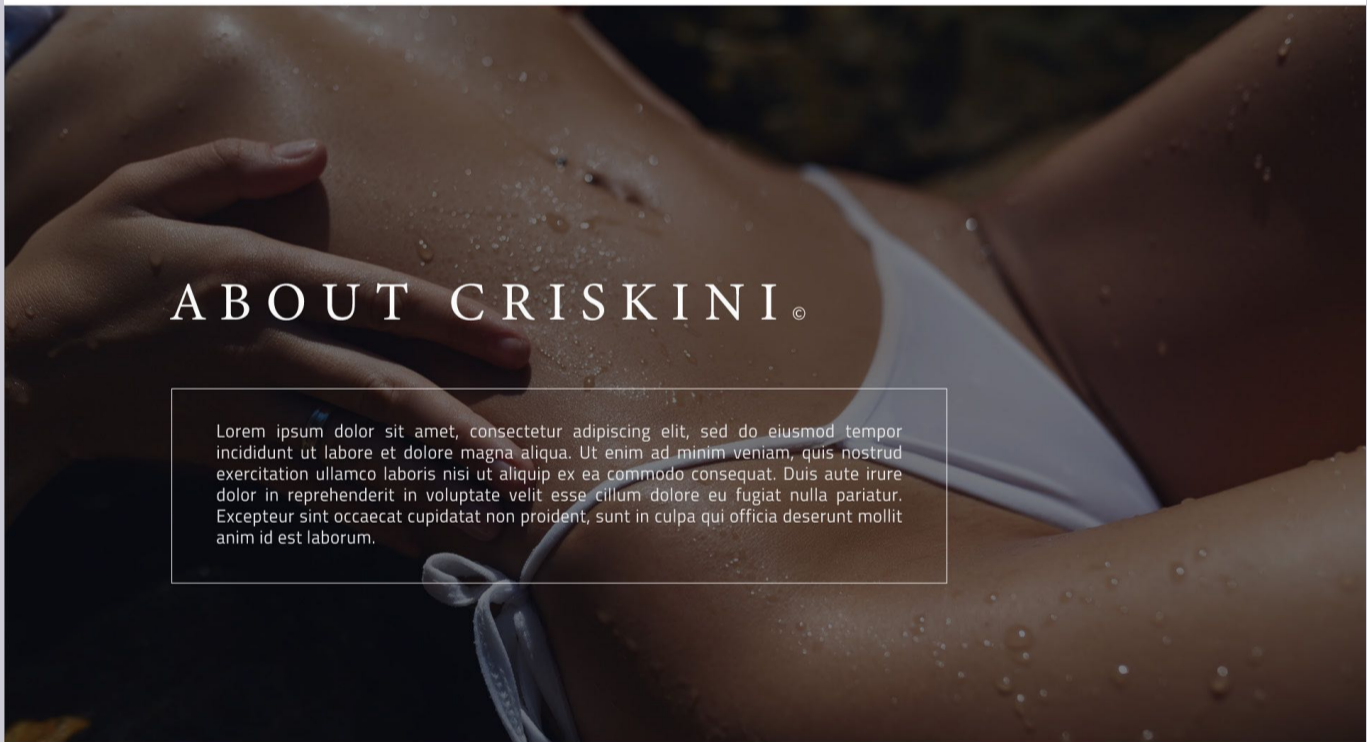 ABOUT CRISKINI©
Lorem ipsum dolor sit amet, consectetur adipiscing elit, sed do eiusmod tempor
incididunt ut labore et dolore magna aliqua. Ut enim ad minim veniam, quis nostrud
exercitation ullamco laboris nisi ut aliquip ex ea commodo consequat. Duis aute irure
dolor in reprehenderit in voluptate velit esse cillum dolore eu fugiat nulla pariatur.
Excepteur sint occaecat cupidatat non proident, sunt in culpa qui officia deserunt mollit
anim id est laborum.